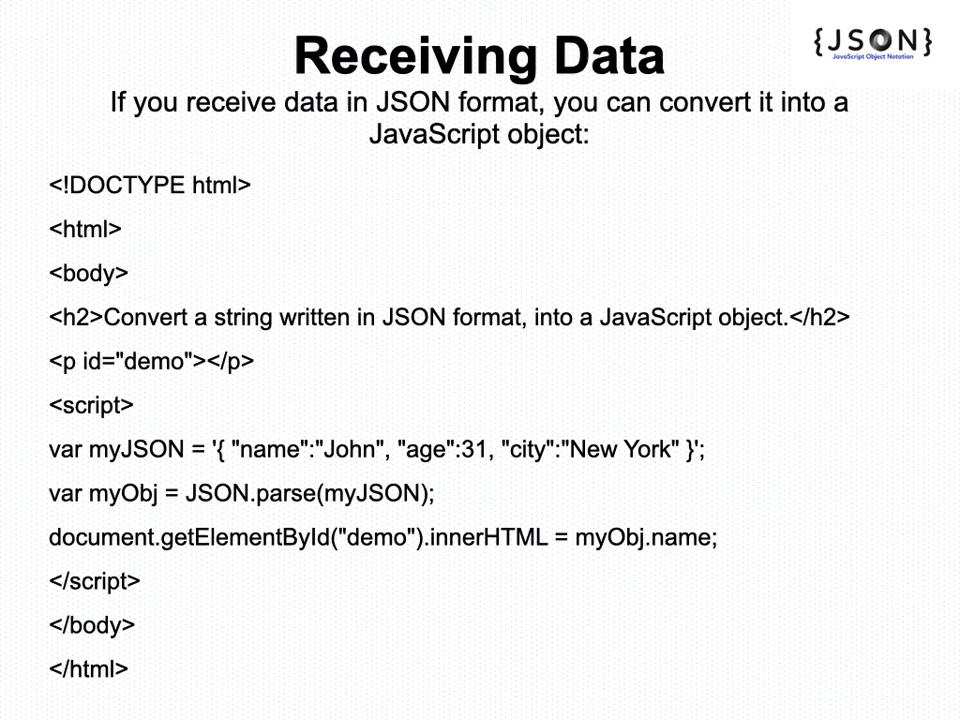 {JSON}
JavaScript Object Notation
Receiving Data
If you receive data in JSON format, you can convert it into a
JavaScript object:
<!DOCTYPE html>
<html>
<body>
<h2>Convert a string written in JSON format, into a JavaScript object.</h2>
<p id="demo"></p>
<script>
var myJSON = '{ "name":"John", "age":31, "city":"New York" }';
var myObj = JSON.parse(myJSON);
document.getElementById("demo").innerHTML = myObj.name;
</script>
</body>
</html>